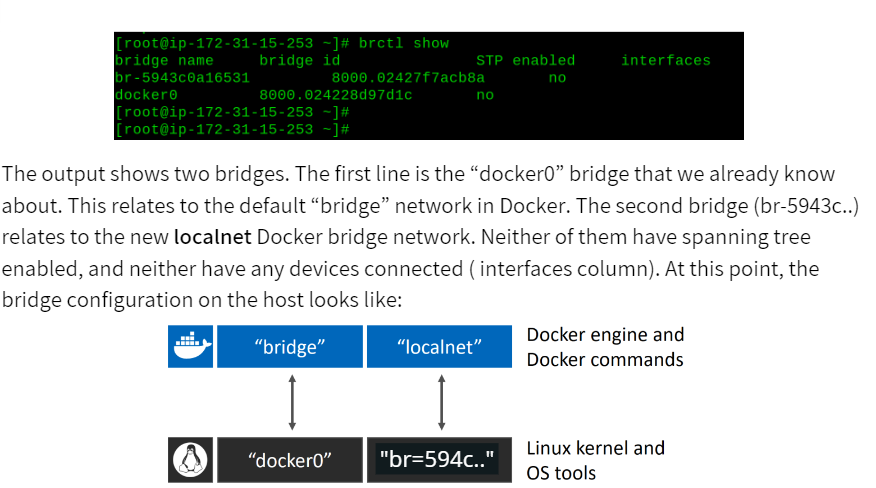 [root@ip-172-31-15-253 ~]# brctl show
bridge name bridge id STP enabled interfaces
br-5943c0a16531 8000.02427f7acb8a no
docker0 8000.024228d97d1c no
[root@ip-172-31-15-253 ~]#
[root@ip-172-31-15-253 ~]#
The output shows two bridges. The first line is the “docker0” bridge that we already know
about. This relates to the default “bridge” network in Docker. The second bridge (br-5943c..)
relates to the new localnet Docker bridge network. Neither of them have spanning tree
enabled, and neither have any devices connected ( interfaces column). At this point, the
bridge configuration on the host looks like:
“bridge” “localnet” Docker engine and
Docker commands
“docker0” "br=594c.." Linux kernel and
OS tools